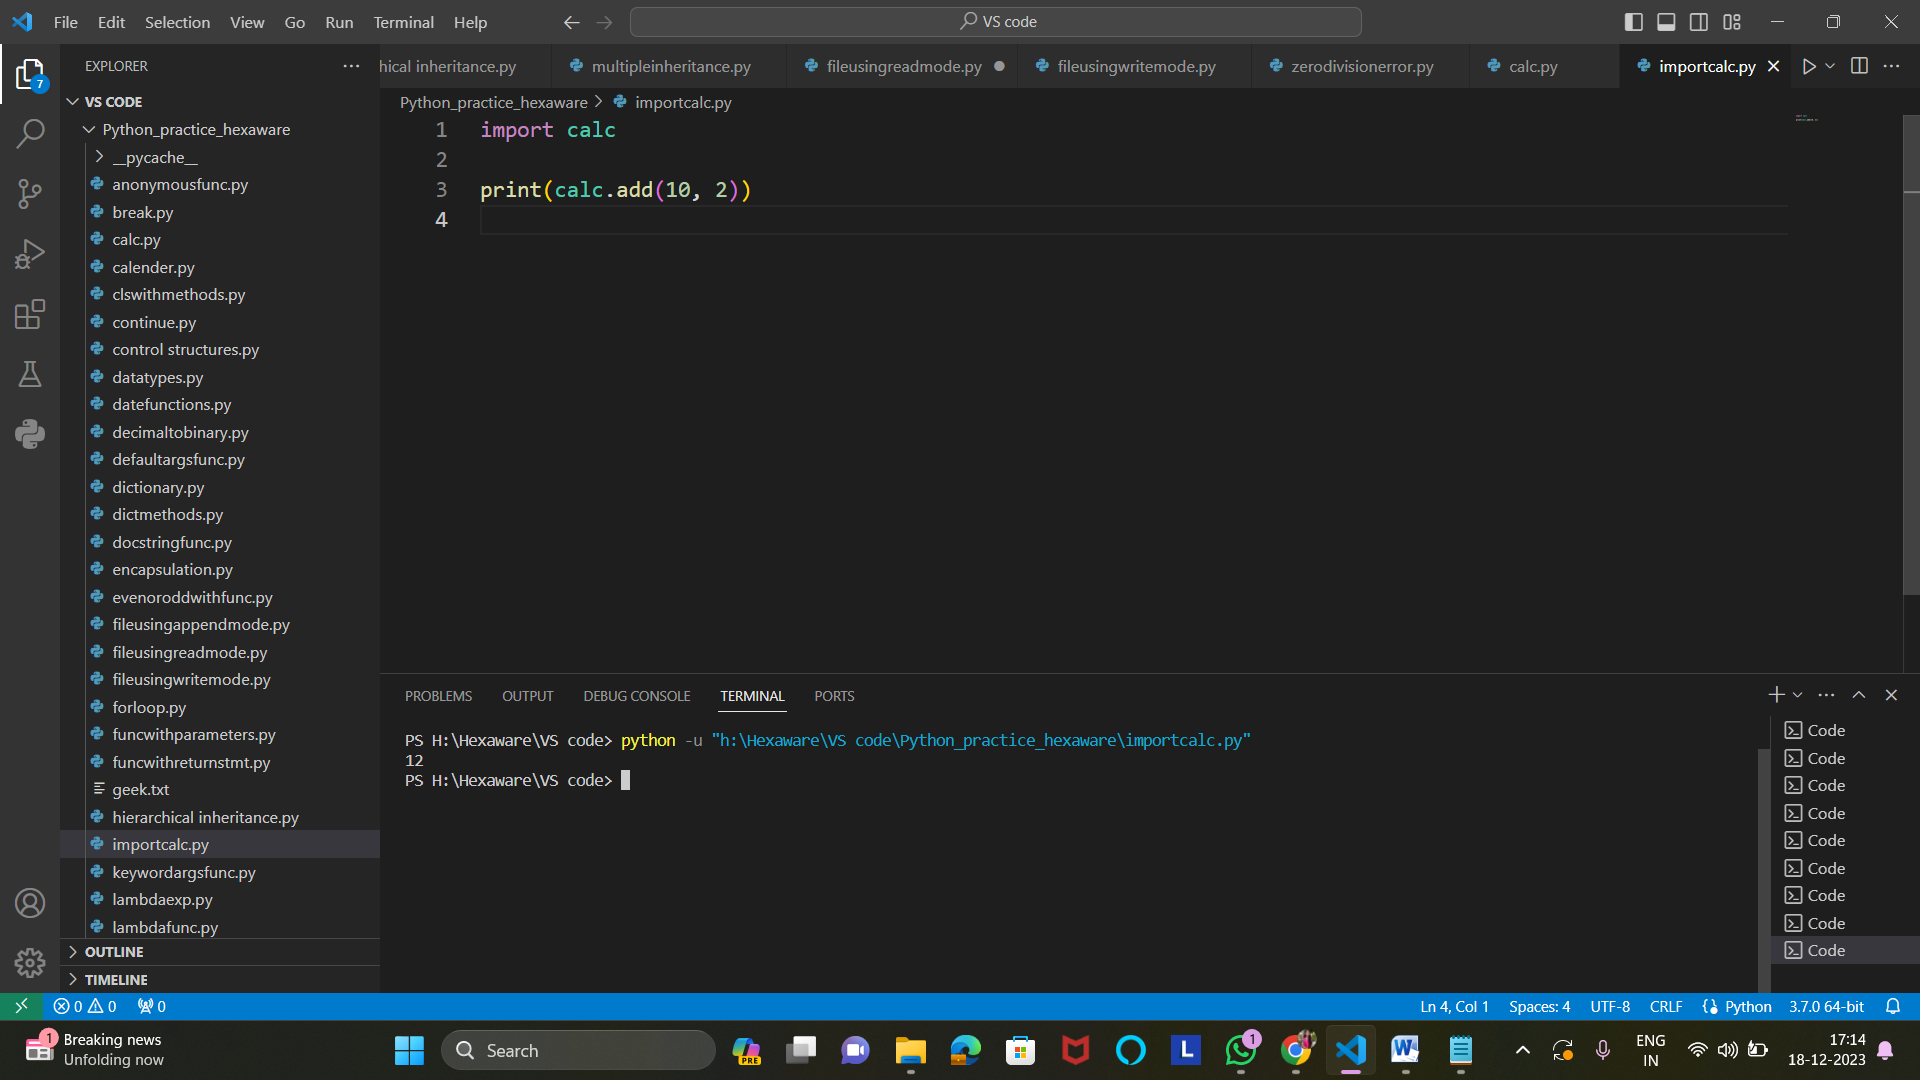 File Edit Selection View Go Run Terminal Help
VS code
EXPLORER
hical inheritance.py multipleinheritance.py fileusingreadmode.py fileusingwritemode.py zerodivisionerror.py calc.py importcalc.py
7
VS CODE
Python_practice_hexaware
__pycache__
anonymousfunc.py
break.py
calc.py
calender.py
clswithmethods.py
continue.py
control structures.py
datatypes.py
datefunctions.py
decimaltobinary.py
defaultargsfunc.py
dictionary.py
dictmethods.py
docstringfunc.py
encapsulation.py
evenoroddwithfunc.py
fileusingappendmode.py
fileusingreadmode.py
fileusingwritemode.py
forloop.py
funcwithparameters.py
funcwithreturnstmt.py
geek.txt
hierarchical inheritance.py
importcalc.py
keywordargsfunc.py
lambdaexp.py
lambdafunc.py
OUTLINE
TIMELINE
Python_practice_hexaware > importcalc.py
1 import calc
2
3 print(calc.add(10, 2))
4
PROBLEMS OUTPUT DEBUG CONSOLE TERMINAL PORTS
PS H:\Hexaware\VS code> python -u "h:\Hexaware\VS code\Python_practice_hexaware\importcalc.py"
12
PS H:\Hexaware\VS code>
Code
Code
Code
Code
Code
Code
Code
Code
Code
0 0 0 Ln 4, Col 1 Spaces: 4 UTF-8 CRLF Python 3.7.0 64-bit
1
Breaking news
Unfolding now
Search
PRE
L
1
ENG
IN
17:14
18-12-2023